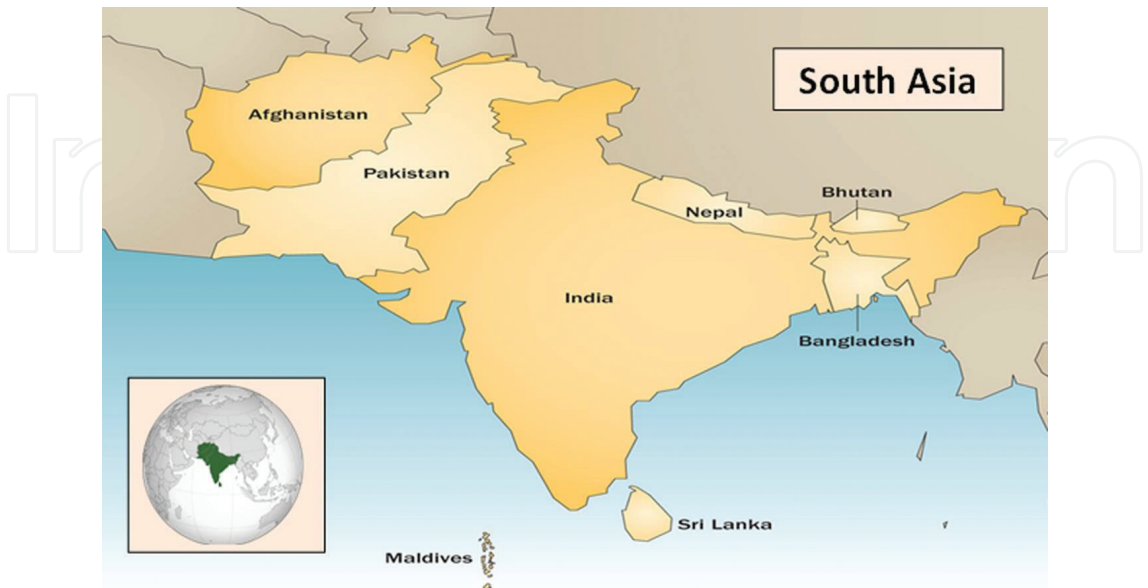 South Asia
Afghanistan
Pakistan
Bhutan
Nepal
India
Bangladesh
Sri Lanka
Maldives